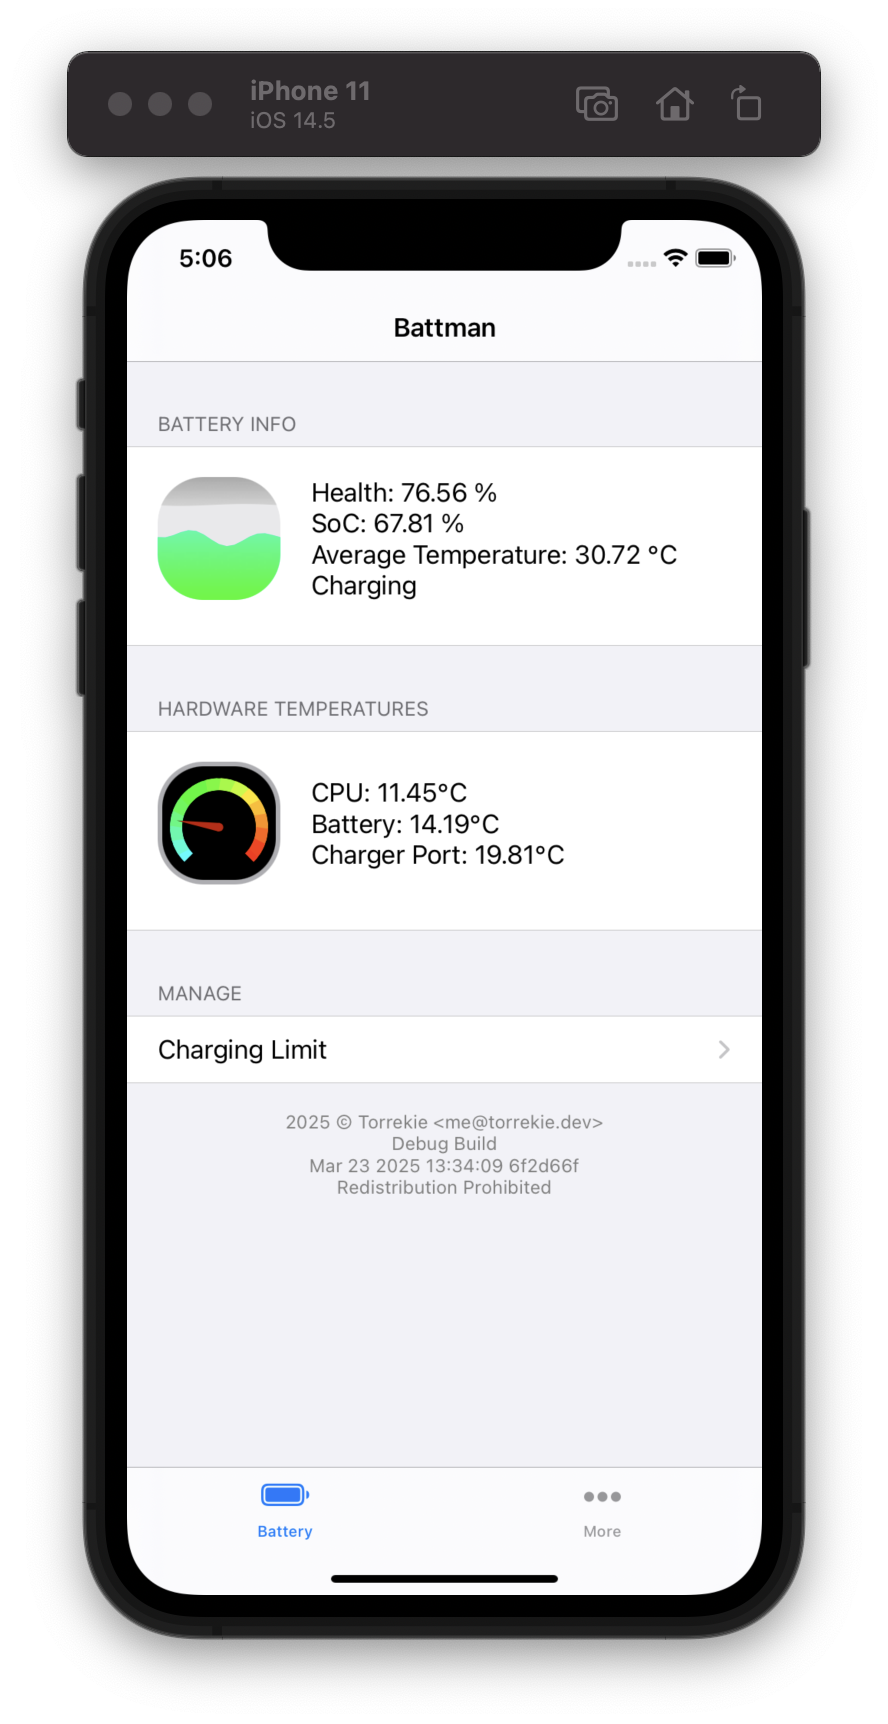 iPhone 11
iOS 14.5
5:06
Battman
BATTERY INFO
Health: 76.56 %
SoC: 67.81 %
Average Temperature: 30.72 °C
Charging
HARDWARE TEMPERATURES
CPU: 11.45°C
Battery: 14.19°C
Charger Port: 19.81°C
MANAGE
Charging Limit
2025 © Torrekie <me@torrekie.dev>
Debug Build
Mar 23 2025 13:34:09 6f2d66f
Redistribution Prohibited
Battery
More